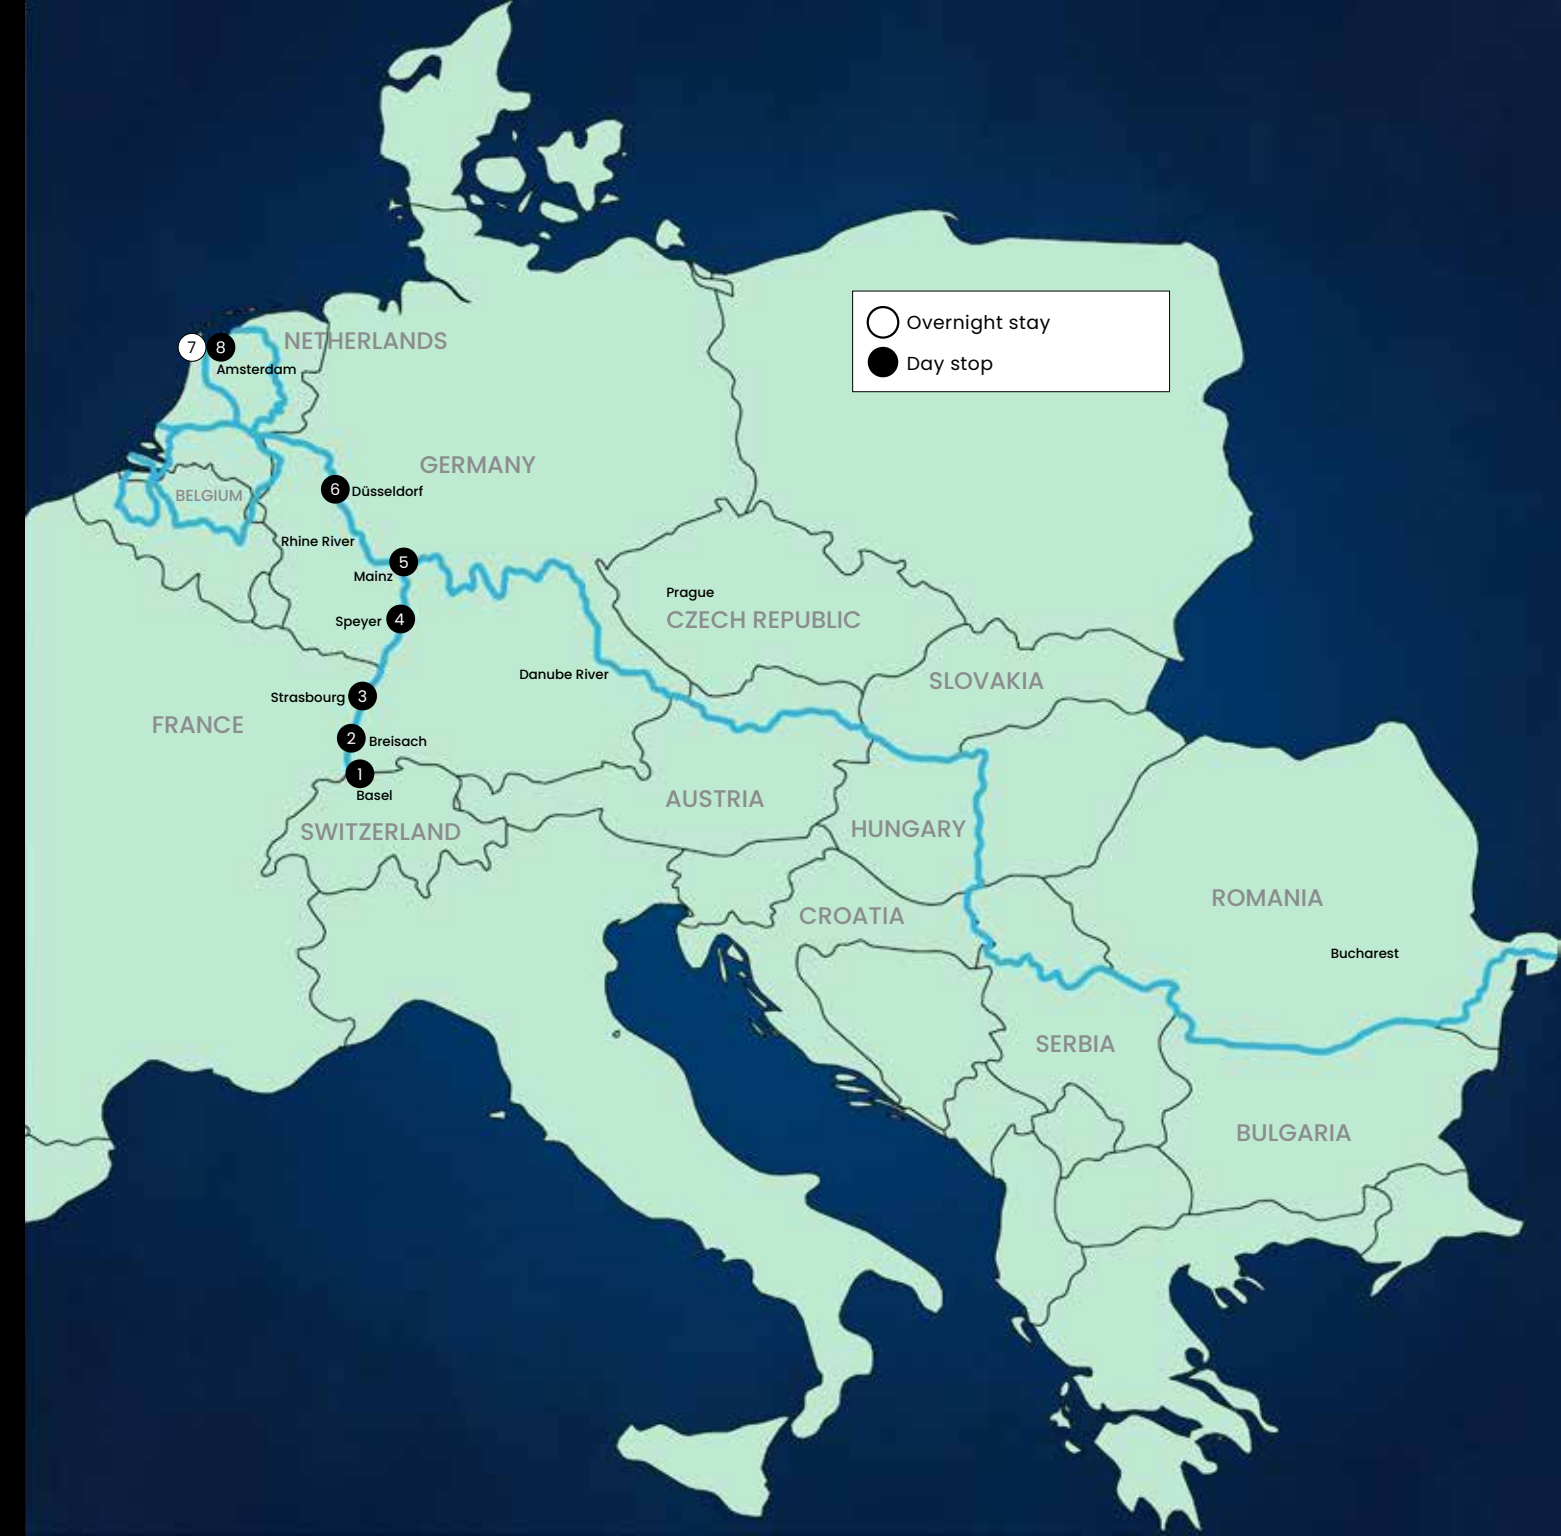 Overnight stay
Day stop
NETHERLANDS
7 8
Amsterdam
GERMANY
6 Düsseldorf
BELGIUM
Rhine River
5
Mainz
Prague
CZECH REPUBLIC
Speyer 4
Danube River
SLOVAKIA
Strasbourg 3
FRANCE
2 Breisach
1
Basel
AUSTRIA
SWITZERLAND
HUNGARY
ROMANIA
CROATIA
Bucharest
SERBIA
BULGARIA